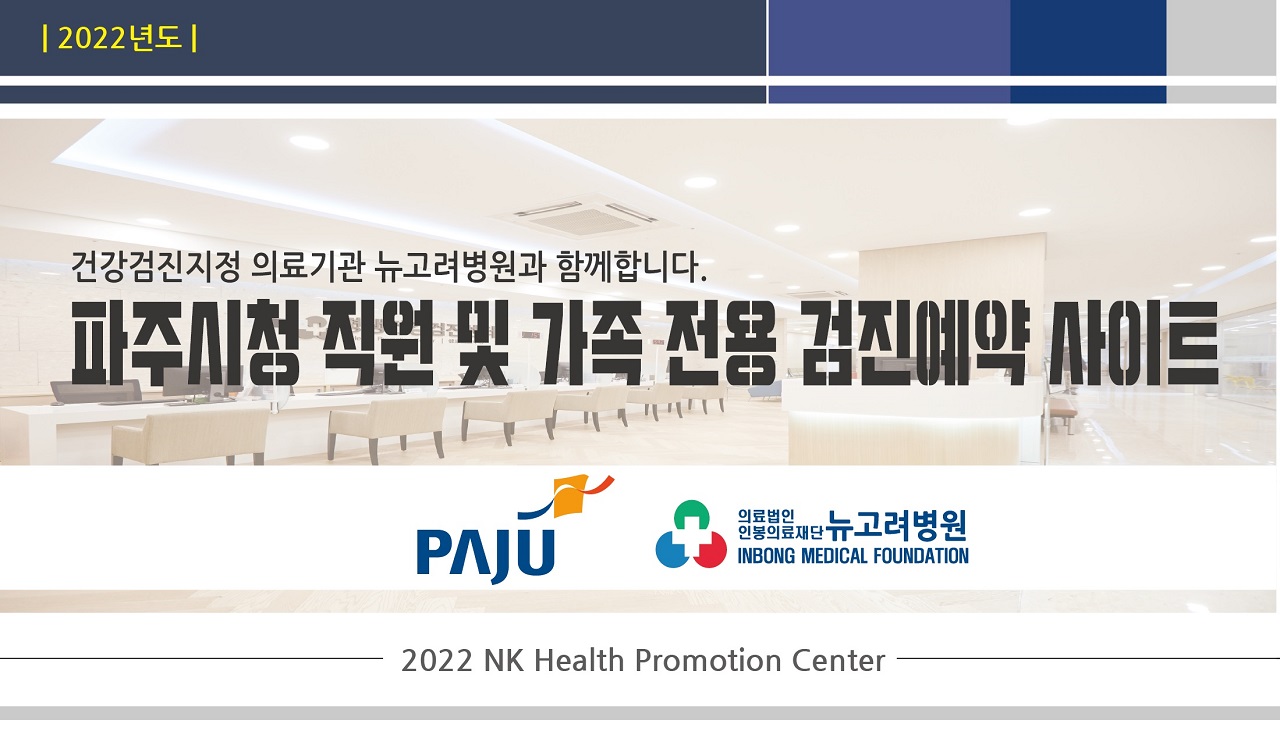 | 2022년도 |
건강검진지정 의료기관 뉴고려병원과 함께합니다.
파주시청 직원 및 가족 전용 검진예약 사이트
PAJU
의료법인
인봉의료재단 뉴고려병원
INBONG MEDICAL FOUNDATION
2022 NK Health Promotion Center